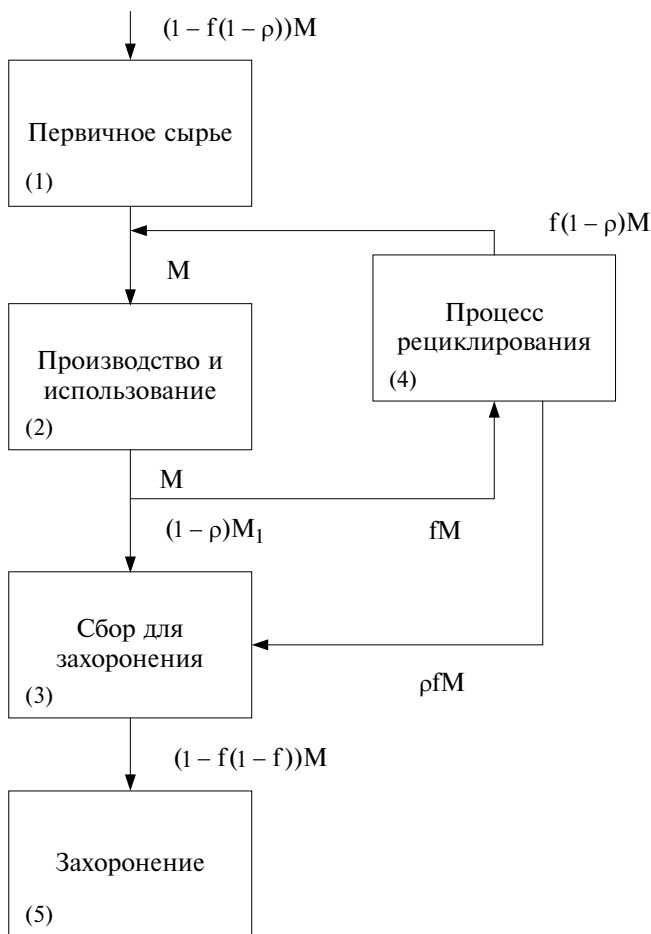 (1 – f(1 – ρ))M
Первичное сырье
(1)
f(1 – ρ)M
M
Процесс
рециклирования
(4)
Производство и
использование
(2)
M
(1 – ρ)M₁
fM
Сбор для
захоронения
(3)
ρfM
(1 – f(1 – f))M
Захоронение
(5)